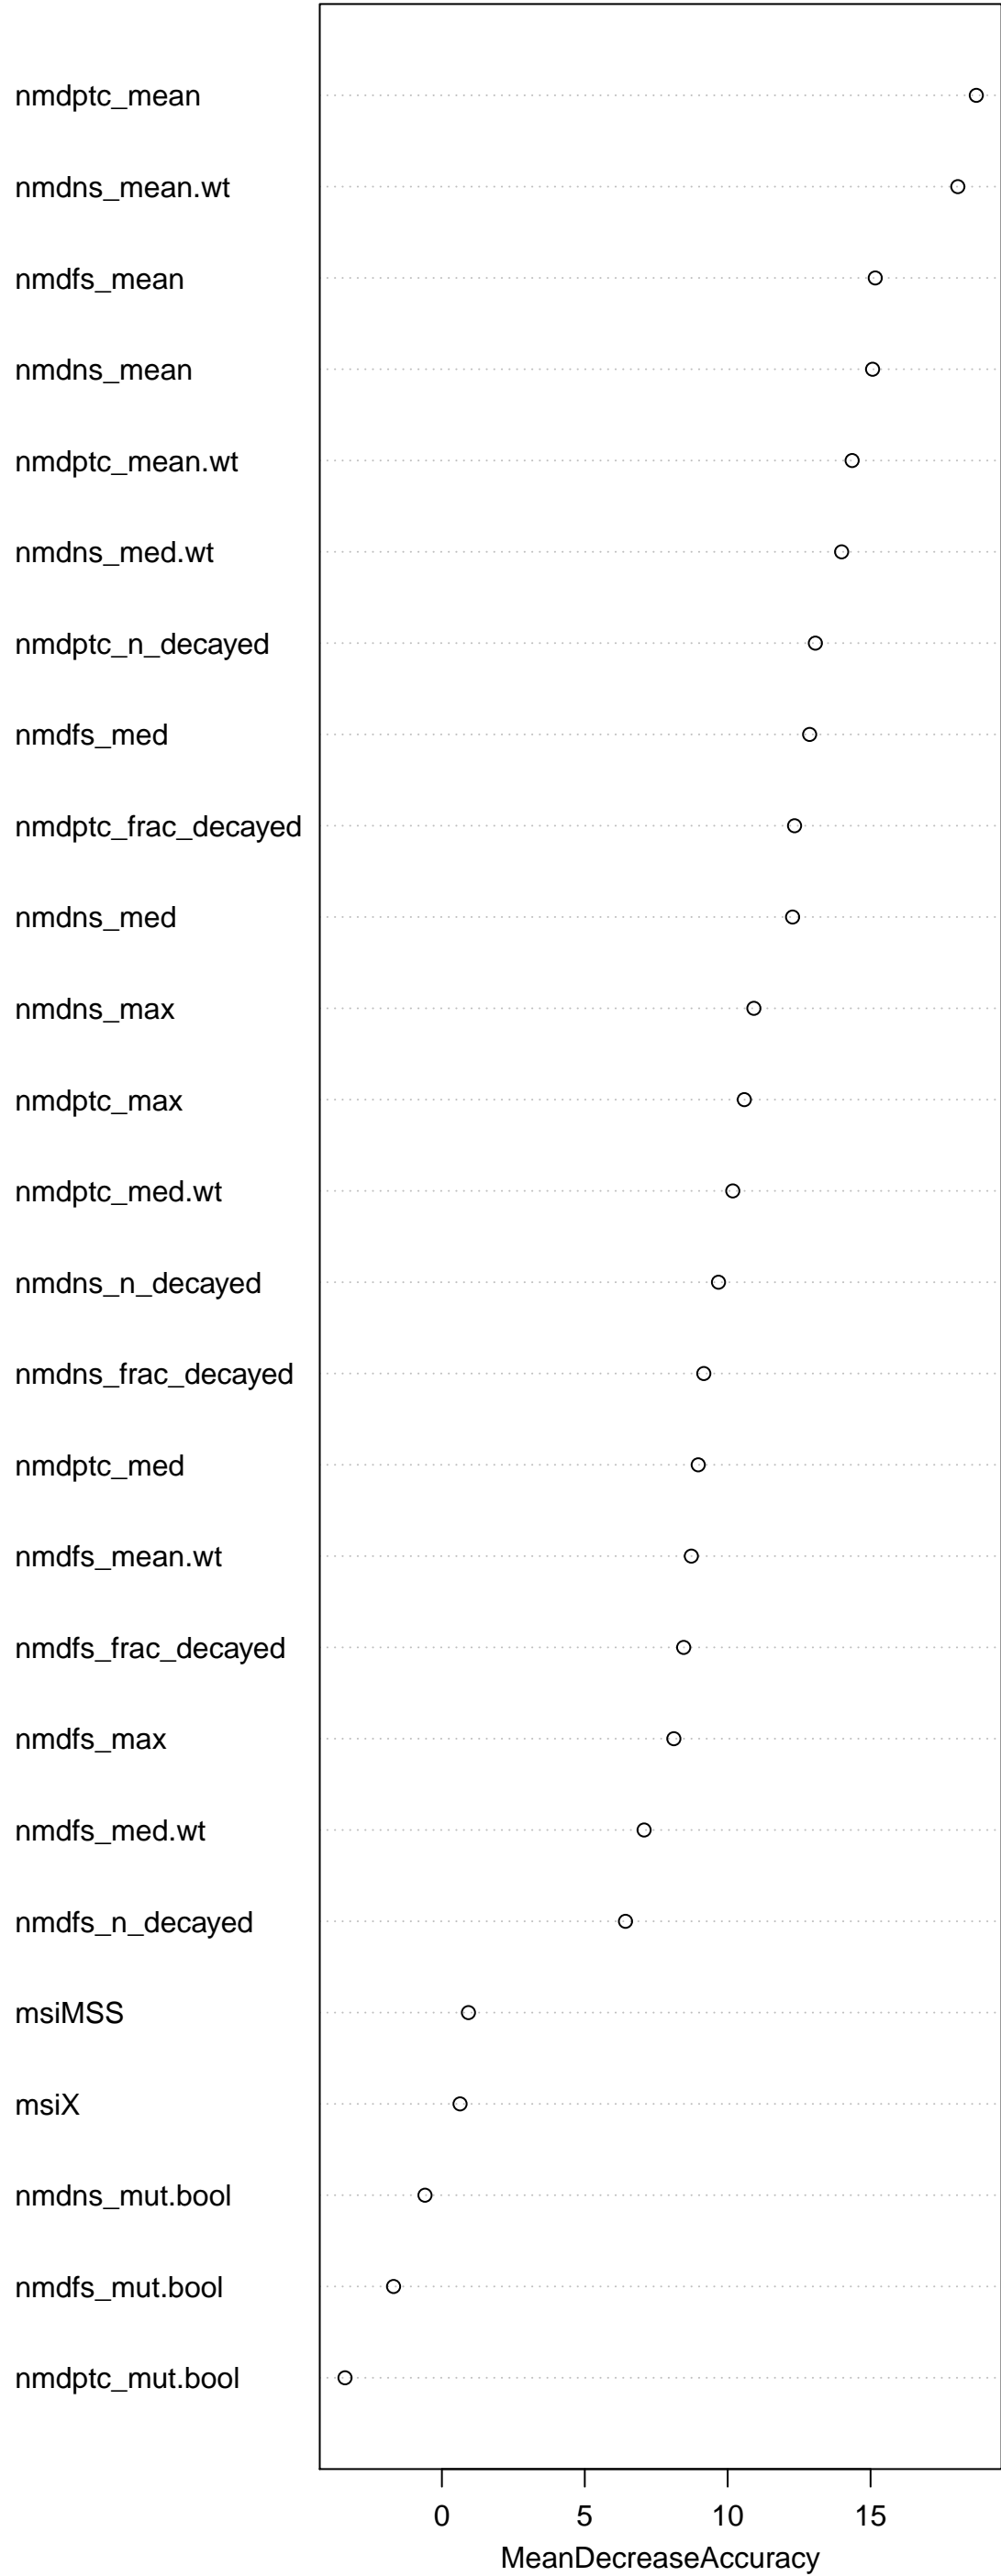 nmdptc_mean
nmdns_mean.wt
nmdfs_mean
nmdns_mean
nmdptc_mean.wt
nmdns_med.wt
nmdptc_n_decayed
nmdfs_med
nmdptc_frac_decayed
nmdns_med
nmdns_max
nmdptc_max
nmdptc_med.wt
nmdns_n_decayed
nmdns_frac_decayed
nmdptc_med
nmdfs_mean.wt
nmdfs_frac_decayed
nmdfs_max
nmdfs_med.wt
nmdfs_n_decayed
msiMSS
msiX
nmdns_mut.bool
nmdfs_mut.bool
nmdptc_mut.bool
0 5 10 15
MeanDecreaseAccuracy